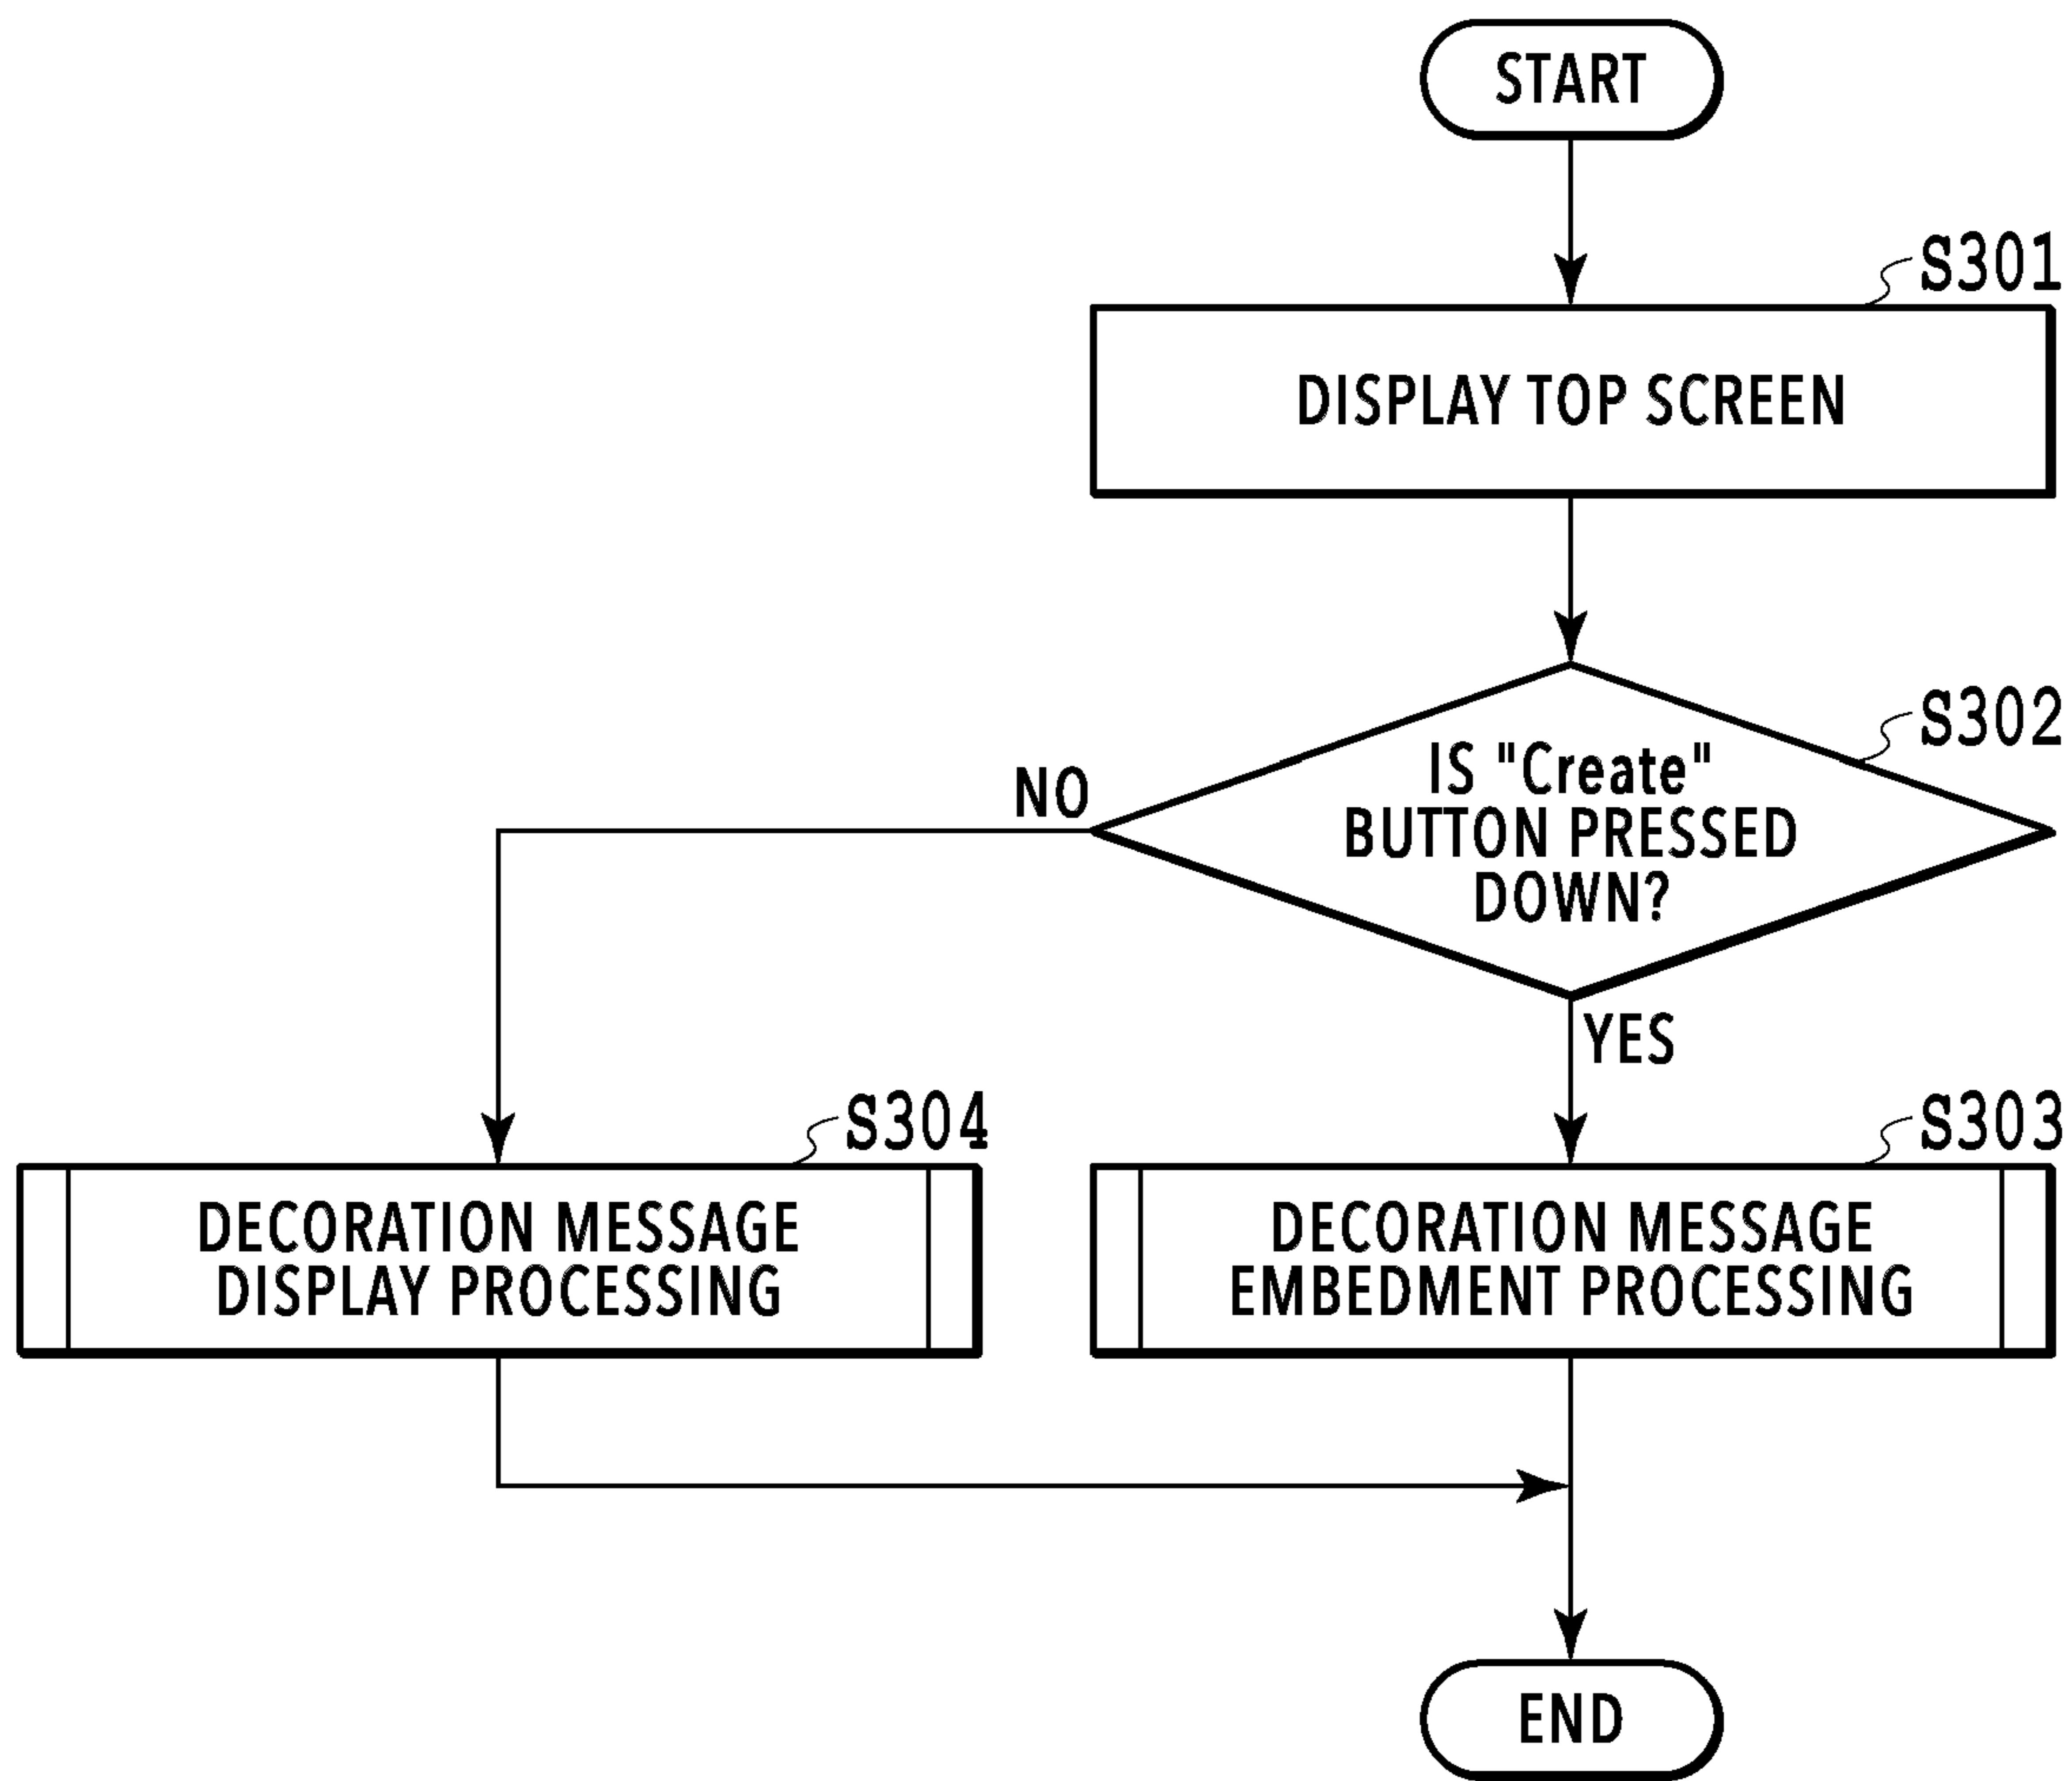 START
S301
DISPLAY TOP SCREEN
S302
IS "Create"
BUTTON PRESSED
DOWN?
NO
YES
S304
S303
DECORATION MESSAGE
DISPLAY PROCESSING
DECORATION MESSAGE
EMBEDMENT PROCESSING
END